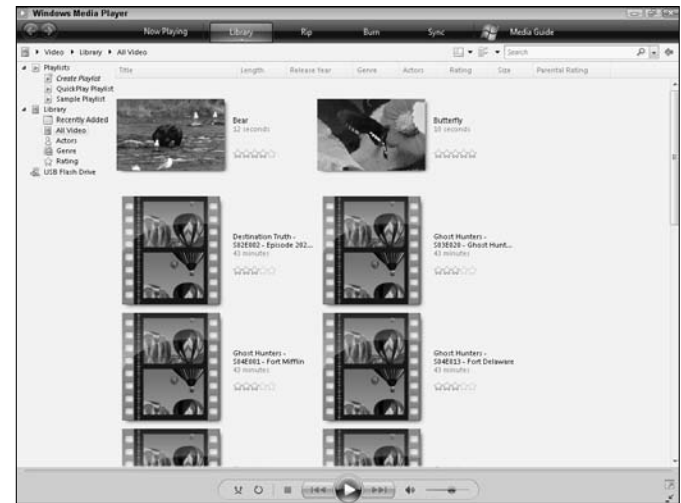 Windows Media Player
Now Playing Library Rip Burn Sync Media Guide
Video Library All Video Search
Playlists
Create Playlist
QuickPlay Playlist
Sample Playlist
Library
Recently Added
All Video
Actors
Genre
Rating
USB Flash Drive
Title Length Release Year Genre Actors Rating Size Parental Rating
Bear
12 seconds
Butterfly
10 seconds
Destination Truth -
S02E002 - Episode 202...
43 minutes
Ghost Hunters -
S03E020 - Ghost Hunt...
43 minutes
Ghost Hunters -
S04E001 - Fort Mifflin
43 minutes
Ghost Hunters -
S04E013 - Fort Delaware
43 minutes